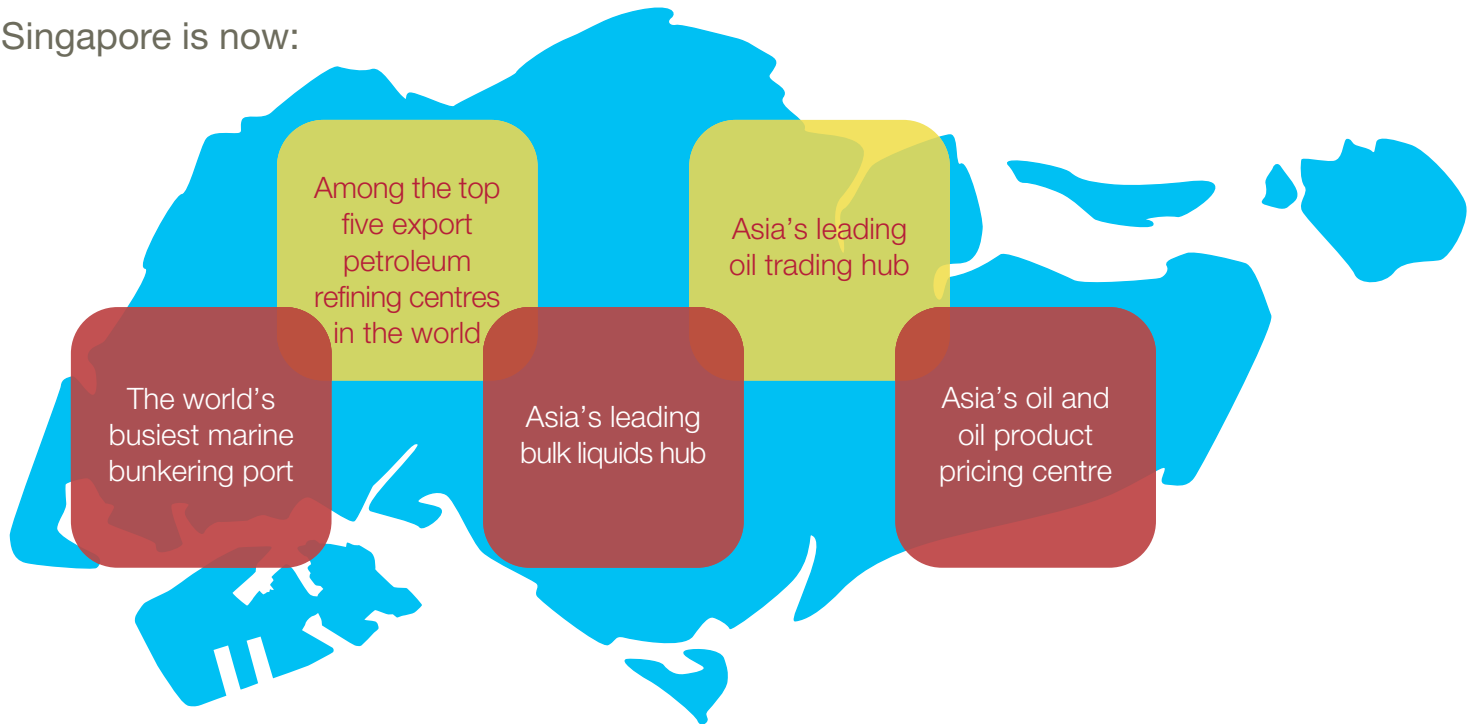 Singapore is now:
Among the top
five export
petroleum
refining centres
in the world
Asia’s leading
oil trading hub
The world’s
busiest marine
bunkering port
Asia’s leading
bulk liquids hub
Asia’s oil and
oil product
pricing centre